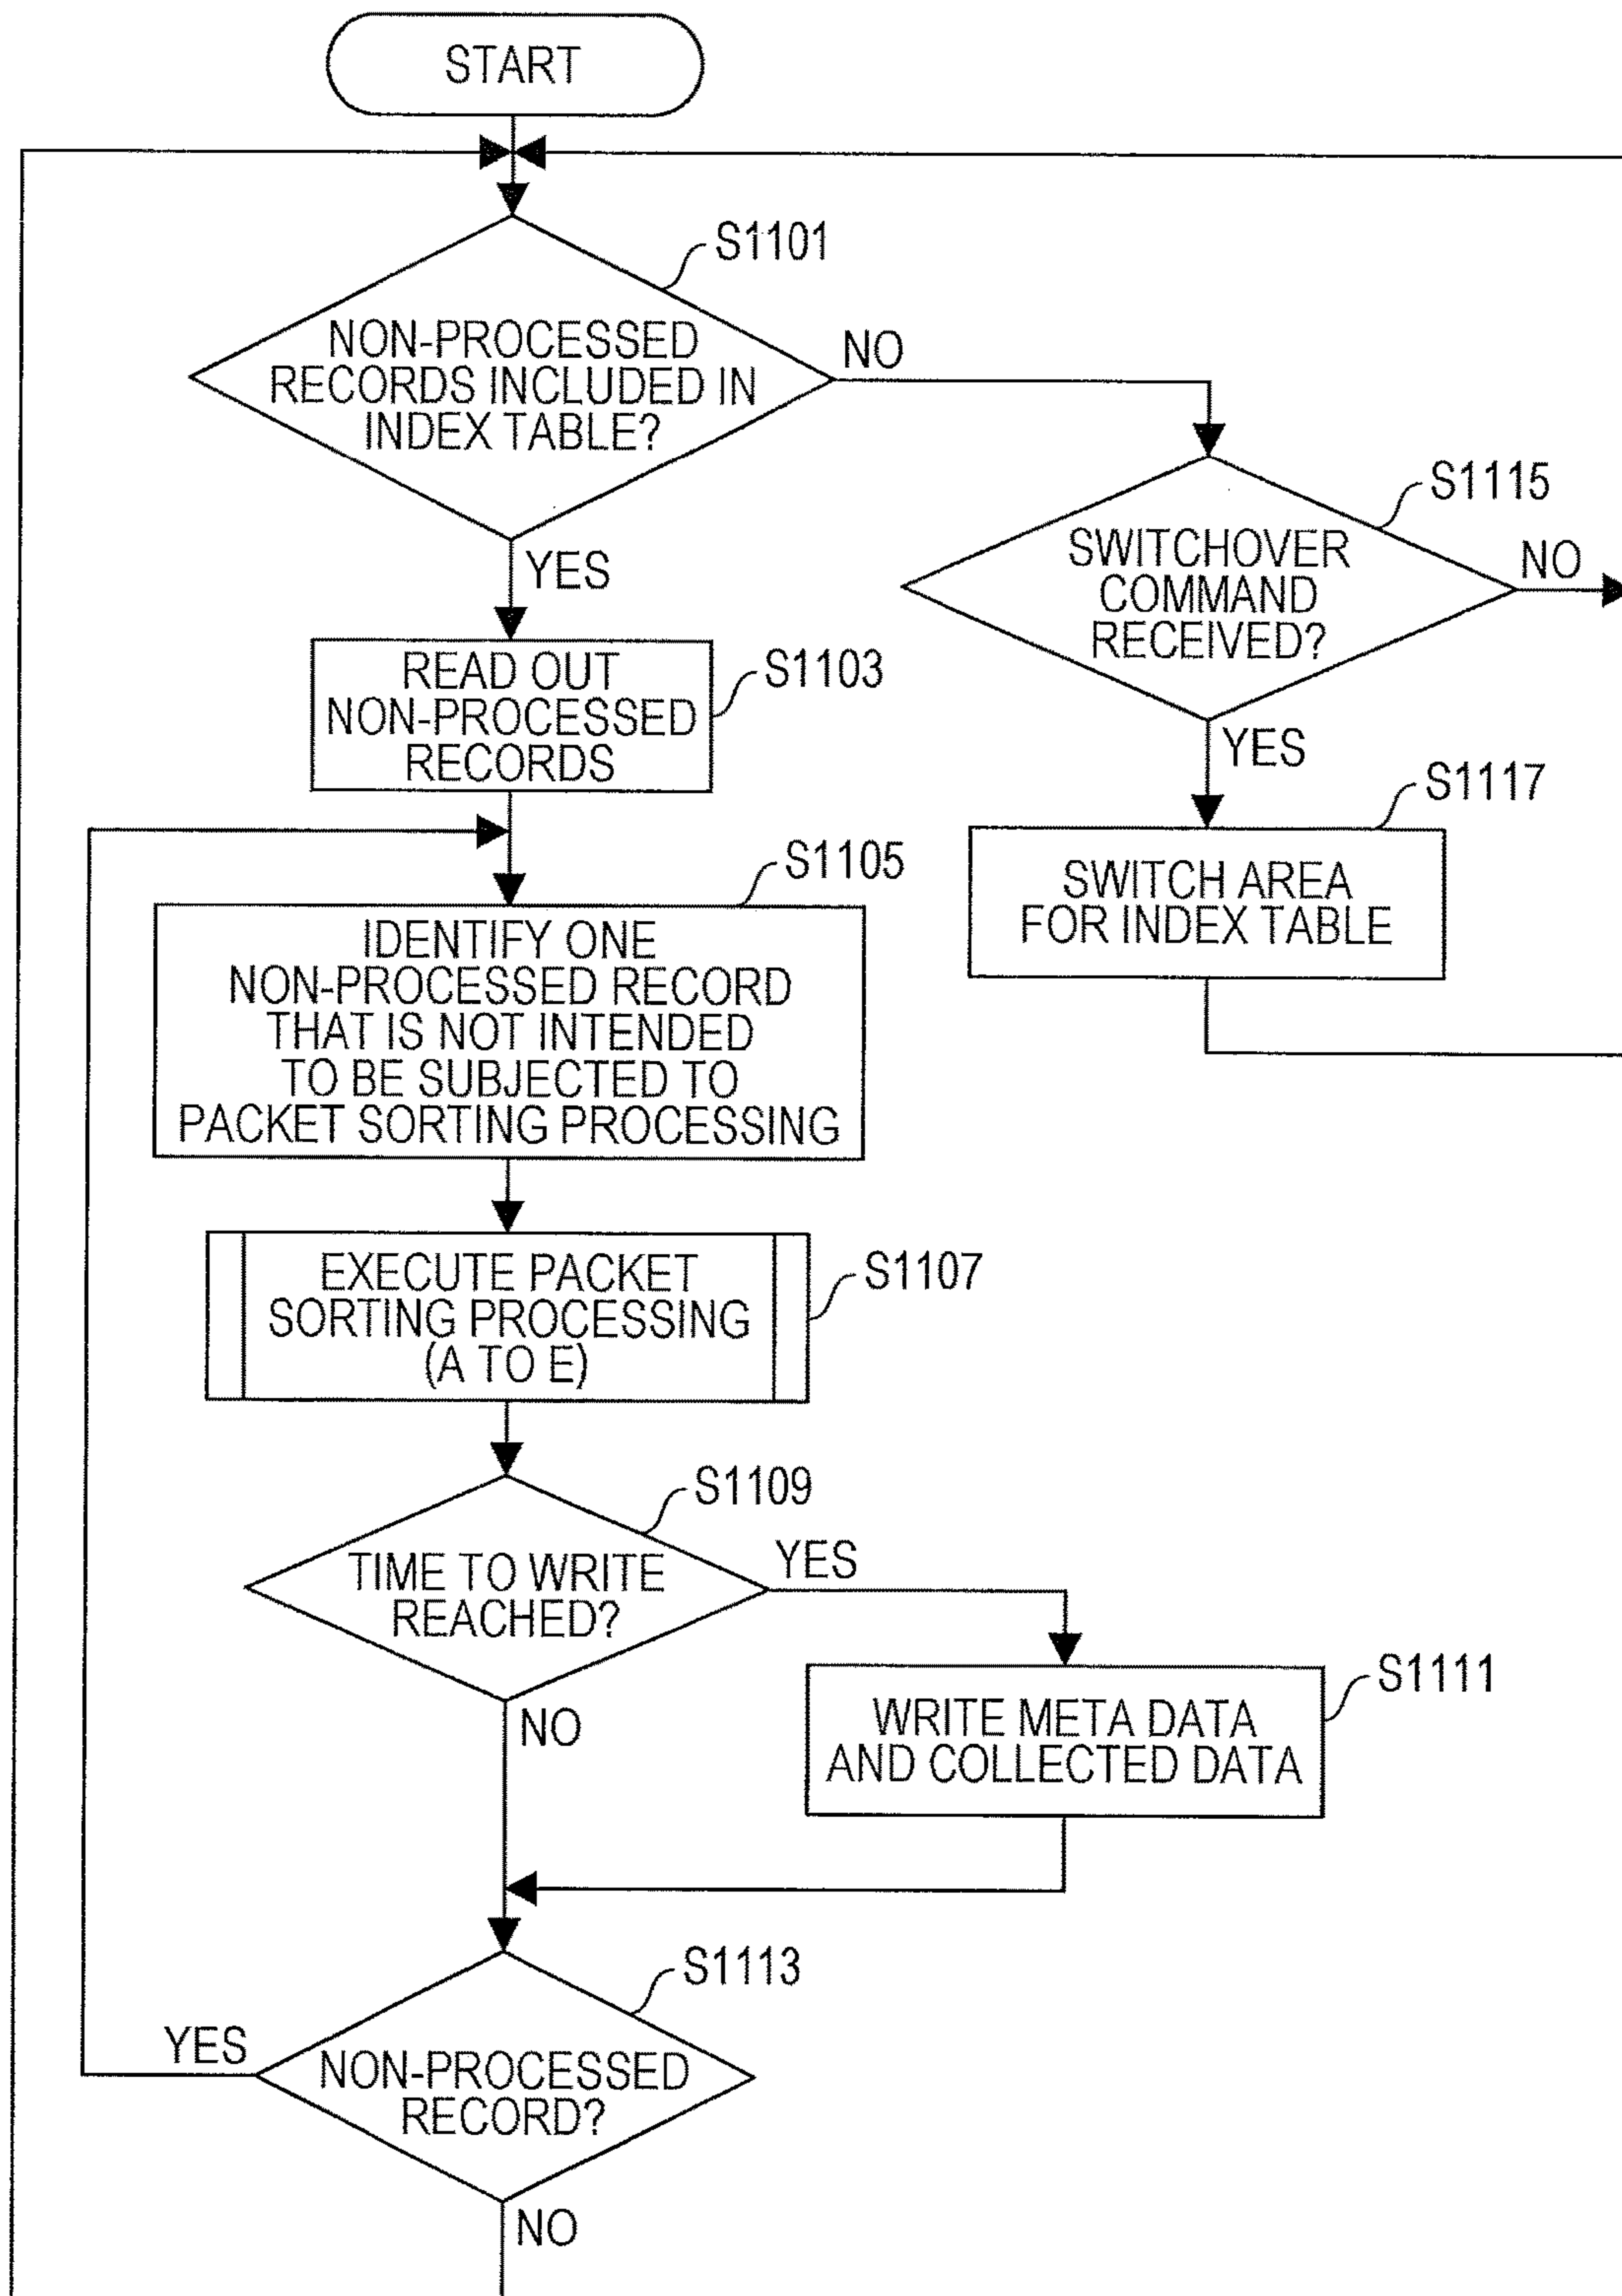 START
S1101
NON-PROCESSED
RECORDS INCLUDED IN
INDEX TABLE?
NO
YES
S1115
SWITCHOVER
COMMAND
RECEIVED?
NO
YES
S1103
READ OUT
NON-PROCESSED
RECORDS
S1117
SWITCH AREA
FOR INDEX TABLE
S1105
IDENTIFY ONE
NON-PROCESSED RECORD
THAT IS NOT INTENDED
TO BE SUBJECTED TO
PACKET SORTING PROCESSING
EXECUTE PACKET
SORTING PROCESSING
(A TO E)
S1107
S1109
TIME TO WRITE
REACHED?
YES
NO
S1111
WRITE META DATA
AND COLLECTED DATA
S1113
YES
NON-PROCESSED
RECORD?
NO